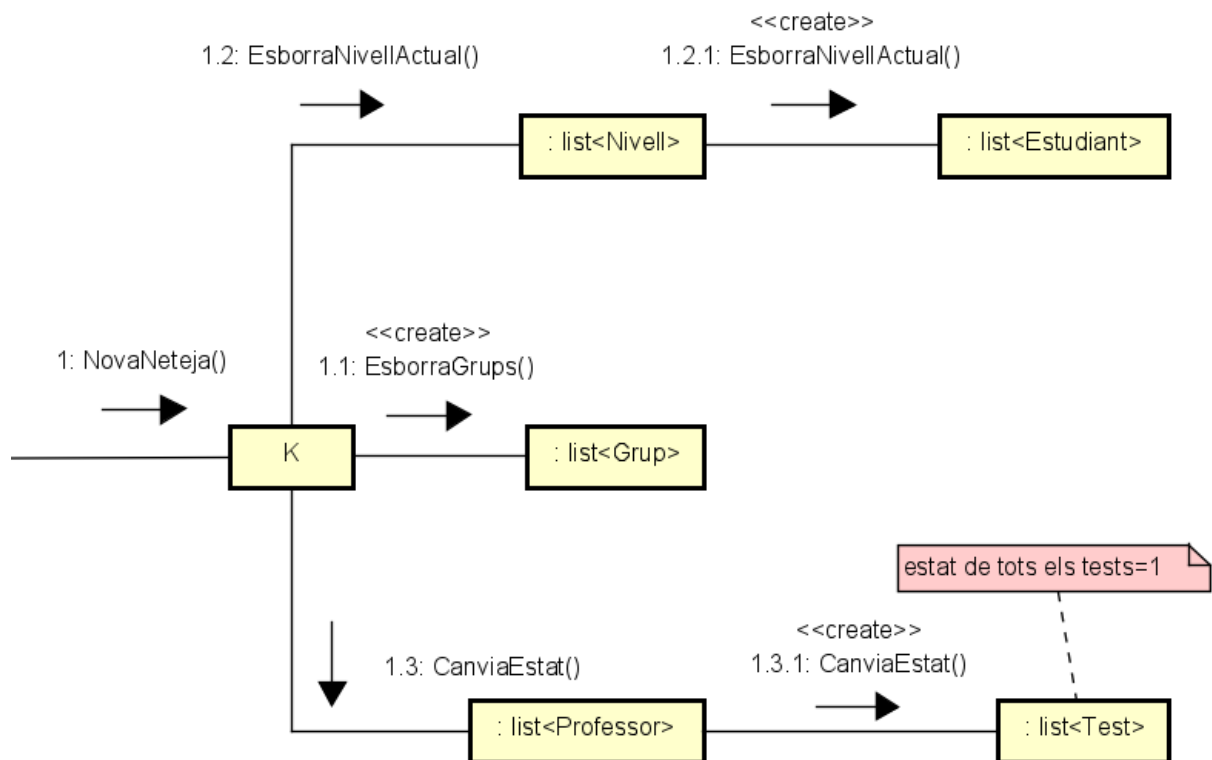 <<create>>
1.2: EsborraNivellActual()
1.2.1: EsborraNivellActual()
: list<Nivell>
: list<Estudiant>
<<create>>
1: NovaNeteja()
1.1: EsborraGrups()
K
: list<Grup>
estat de tots els tests=1
<<create>>
1.3: CanviaEstat()
1.3.1: CanviaEstat()
: list<Professor>
: list<Test>